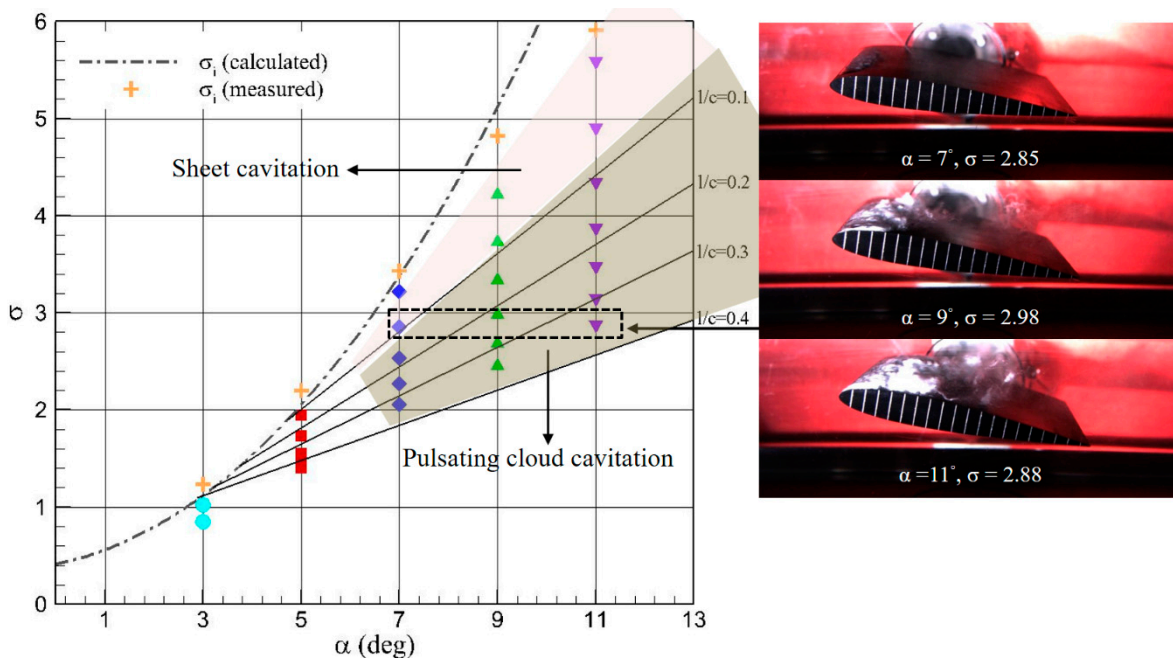 6
5
4
3
2
1
0
σ
1
3
5
7
9
11
13
α (deg)
σᵢ (calculated)
σᵢ (measured)
Sheet cavitation
Pulsating cloud cavitation
l/c=0.1
l/c=0.2
l/c=0.3
l/c=0.4
α = 7°, σ = 2.85
α = 9°, σ = 2.98
α =11°, σ = 2.88